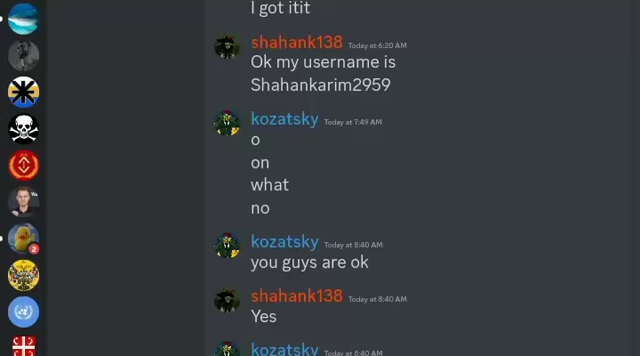 I got itit
shahank138 Today at 6:20 AM
Ok my username is
Shahankarim2959
kozatsky Today at 7:49 AM
o
on
what
no
kozatsky Today at 8:40 AM
you guys are ok
2
shahank138 Today at 8:40 AM
Yes
kozatsky Today at 8:40 AM